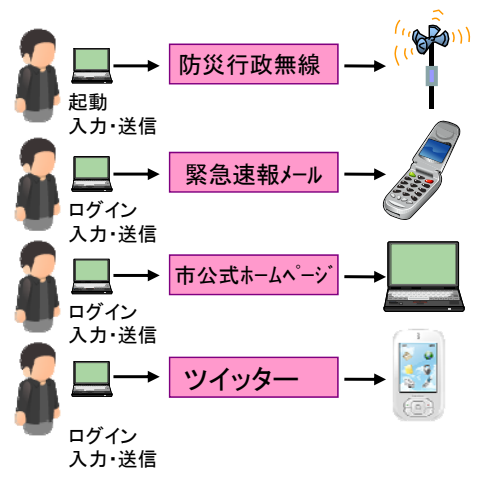 防災行政無線
起動
入力・送信
緊急速報ﾒｰﾙ
ログイン
入力・送信
市公式ﾎｰﾑﾍﾟｰｼﾞ
ログイン
入力・送信
ツイッター
ログイン
入力・送信